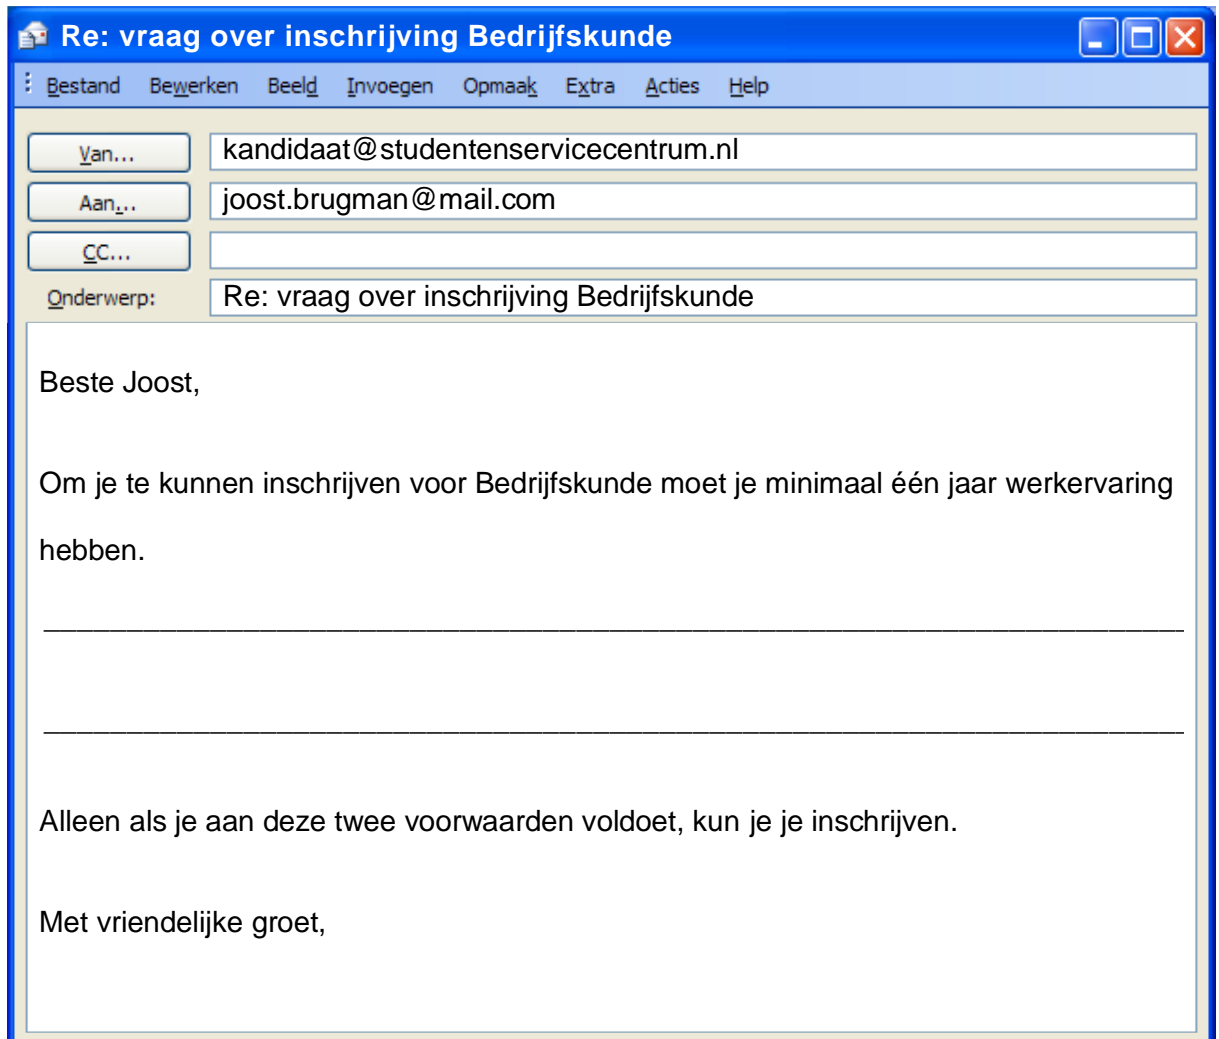 Re: vraag over inschrijving Bedrijfskunde
Bestand Bewerken Beeld Invoegen Opmaak Extra Acties Help
Van... kandidaat@studentenservicecentrum.nl
Aan... joost.brugman@mail.com
CC...
Onderwerp: Re: vraag over inschrijving Bedrijfskunde
Beste Joost,
Om je te kunnen inschrijven voor Bedrijfskunde moet je minimaal één jaar werkervaring
hebben.
Alleen als je aan deze twee voorwaarden voldoet, kun je je inschrijven.
Met vriendelijke groet,